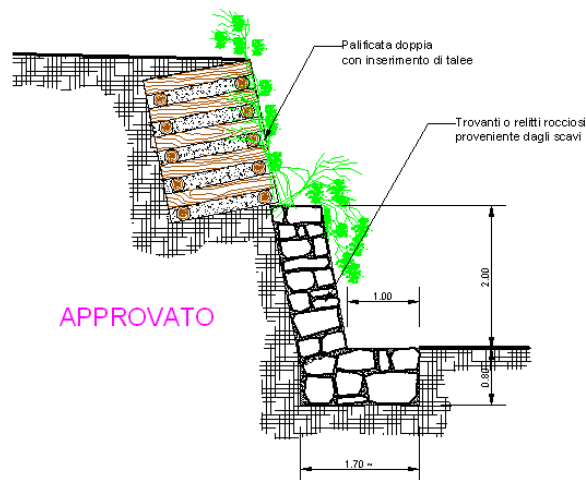 Palificata doppia
con inserimento di talee
Trovanti o relitti rocciosi
proveniente dagli scavi
APPROVATO
1.00
2.00
0.80
1.70 ~